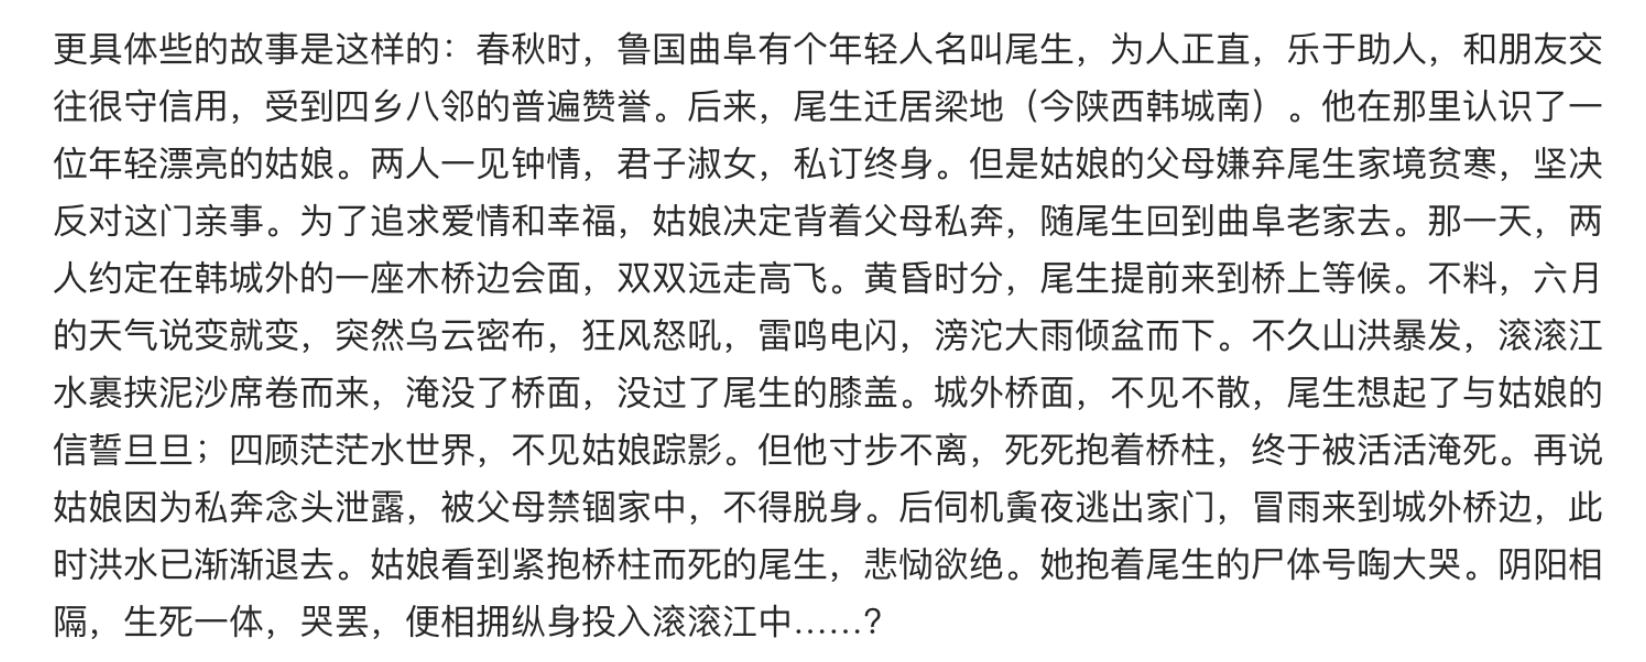 更具体些的故事是这样的：春秋时，鲁国曲阜有个年轻人名叫尾生，为人正直，乐于助人，和朋友交
往很守信用，受到四乡八邻的普遍赞誉。后来，尾生迁居梁地（今陕西韩城南）。他在那里认识了一
位年轻漂亮的姑娘。两人一见钟情，君子淑女，私订终身。但是姑娘的父母嫌弃尾生家境贫寒，坚决
反对这门亲事。为了追求爱情和幸福，姑娘决定背着父母私奔，随尾生回到曲阜老家去。那一天，两
人约定在韩城外的一座木桥边会面，双双远走高飞。黄昏时分，尾生提前来到桥上等候。不料，六月
的天气说变就变，突然乌云密布，狂风怒吼，雷鸣电闪，滂沱大雨倾盆而下。不久山洪暴发，滚滚江
水裹挟泥沙席卷而来，淹没了桥面，没过了尾生的膝盖。城外桥面，不见不散，尾生想起了与姑娘的
信誓旦旦；四顾茫茫水世界，不见姑娘踪影。但他寸步不离，死死抱着桥柱，终于被活活淹死。再说
姑娘因为私奔念头泄露，被父母禁锢家中，不得脱身。后伺机夤夜逃出家门，冒雨来到城外桥边，此
时洪水已渐渐退去。姑娘看到紧抱桥柱而死的尾生，悲恸欲绝。她抱着尾生的尸体号啕大哭。阴阳相
隔，生死一体，哭罢，便相拥纵身投入滚滚江中……?